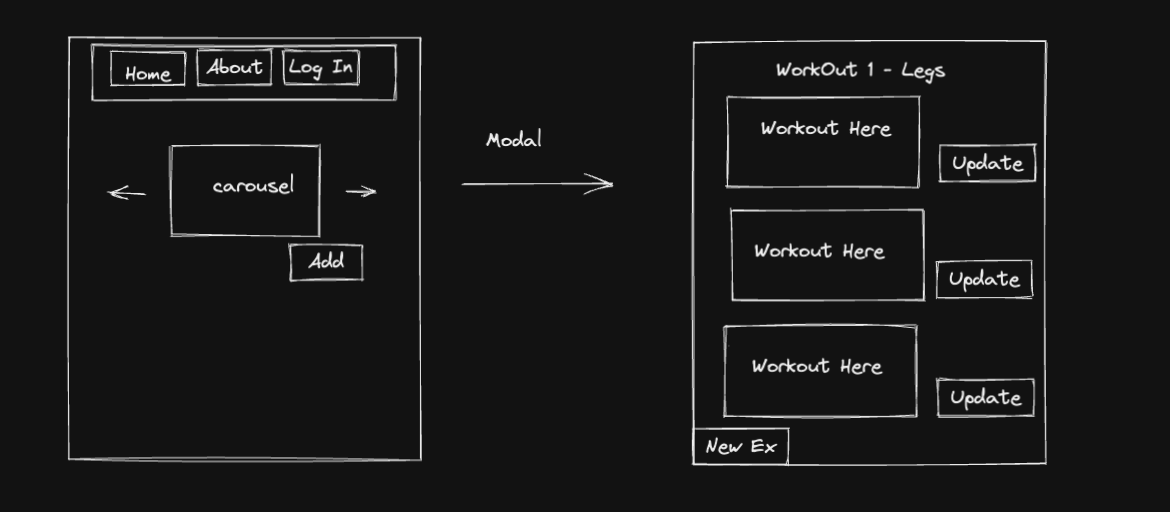 Home
About
Log In
carousel
Add
Modal
WorkOut 1 - Legs
Workout Here
Update
Workout Here
Update
Workout Here
Update
New Ex